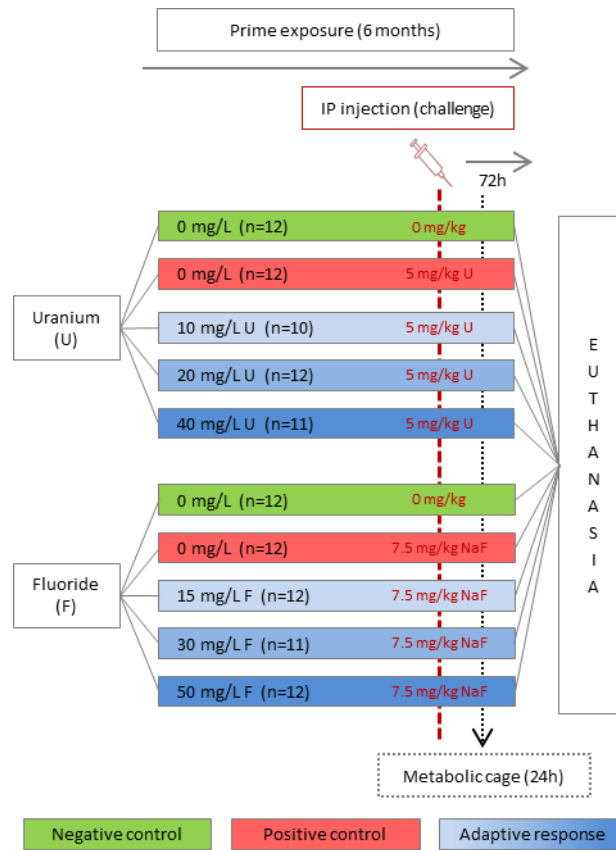 Prime exposure (6 months)
IP injection (challenge)
72h
0 mg/L (n=12) 0 mg/kg
0 mg/L (n=12) 5 mg/kg U
Uranium
(U)
10 mg/L U (n=10) 5 mg/kg U
20 mg/L U (n=12) 5 mg/kg U
40 mg/L U (n=11) 5 mg/kg U
0 mg/L (n=12) 0 mg/kg
0 mg/L (n=12) 7.5 mg/kg NaF
Fluoride
(F)
15 mg/L F (n=12) 7.5 mg/kg NaF
30 mg/L F (n=11) 7.5 mg/kg NaF
50 mg/L F (n=12) 7.5 mg/kg NaF
E
U
T
H
A
N
A
S
I
A
Metabolic cage (24h)
Negative control
Positive control
Adaptive response